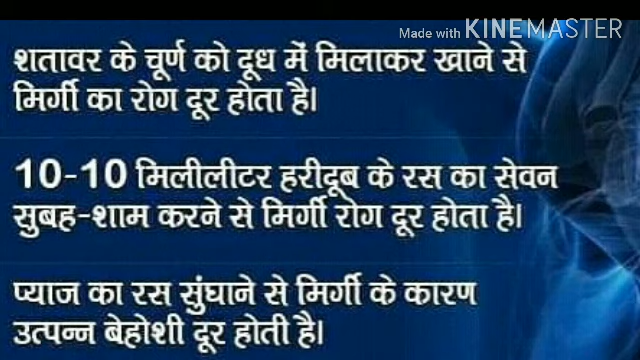 Made with KINEMASTER
शतावर के चूर्ण को दूध में मिलाकर खाने से
मिर्गी का रोग दूर होता है।
10-10 मिलीलीटर हरीदूब के रस का सेवन
सुबह-शाम करने से मिर्गी रोग दूर होता है।
प्याज का रस सुंघाने से मिर्गी के कारण
उत्पन्न बेहोशी दूर होती है।